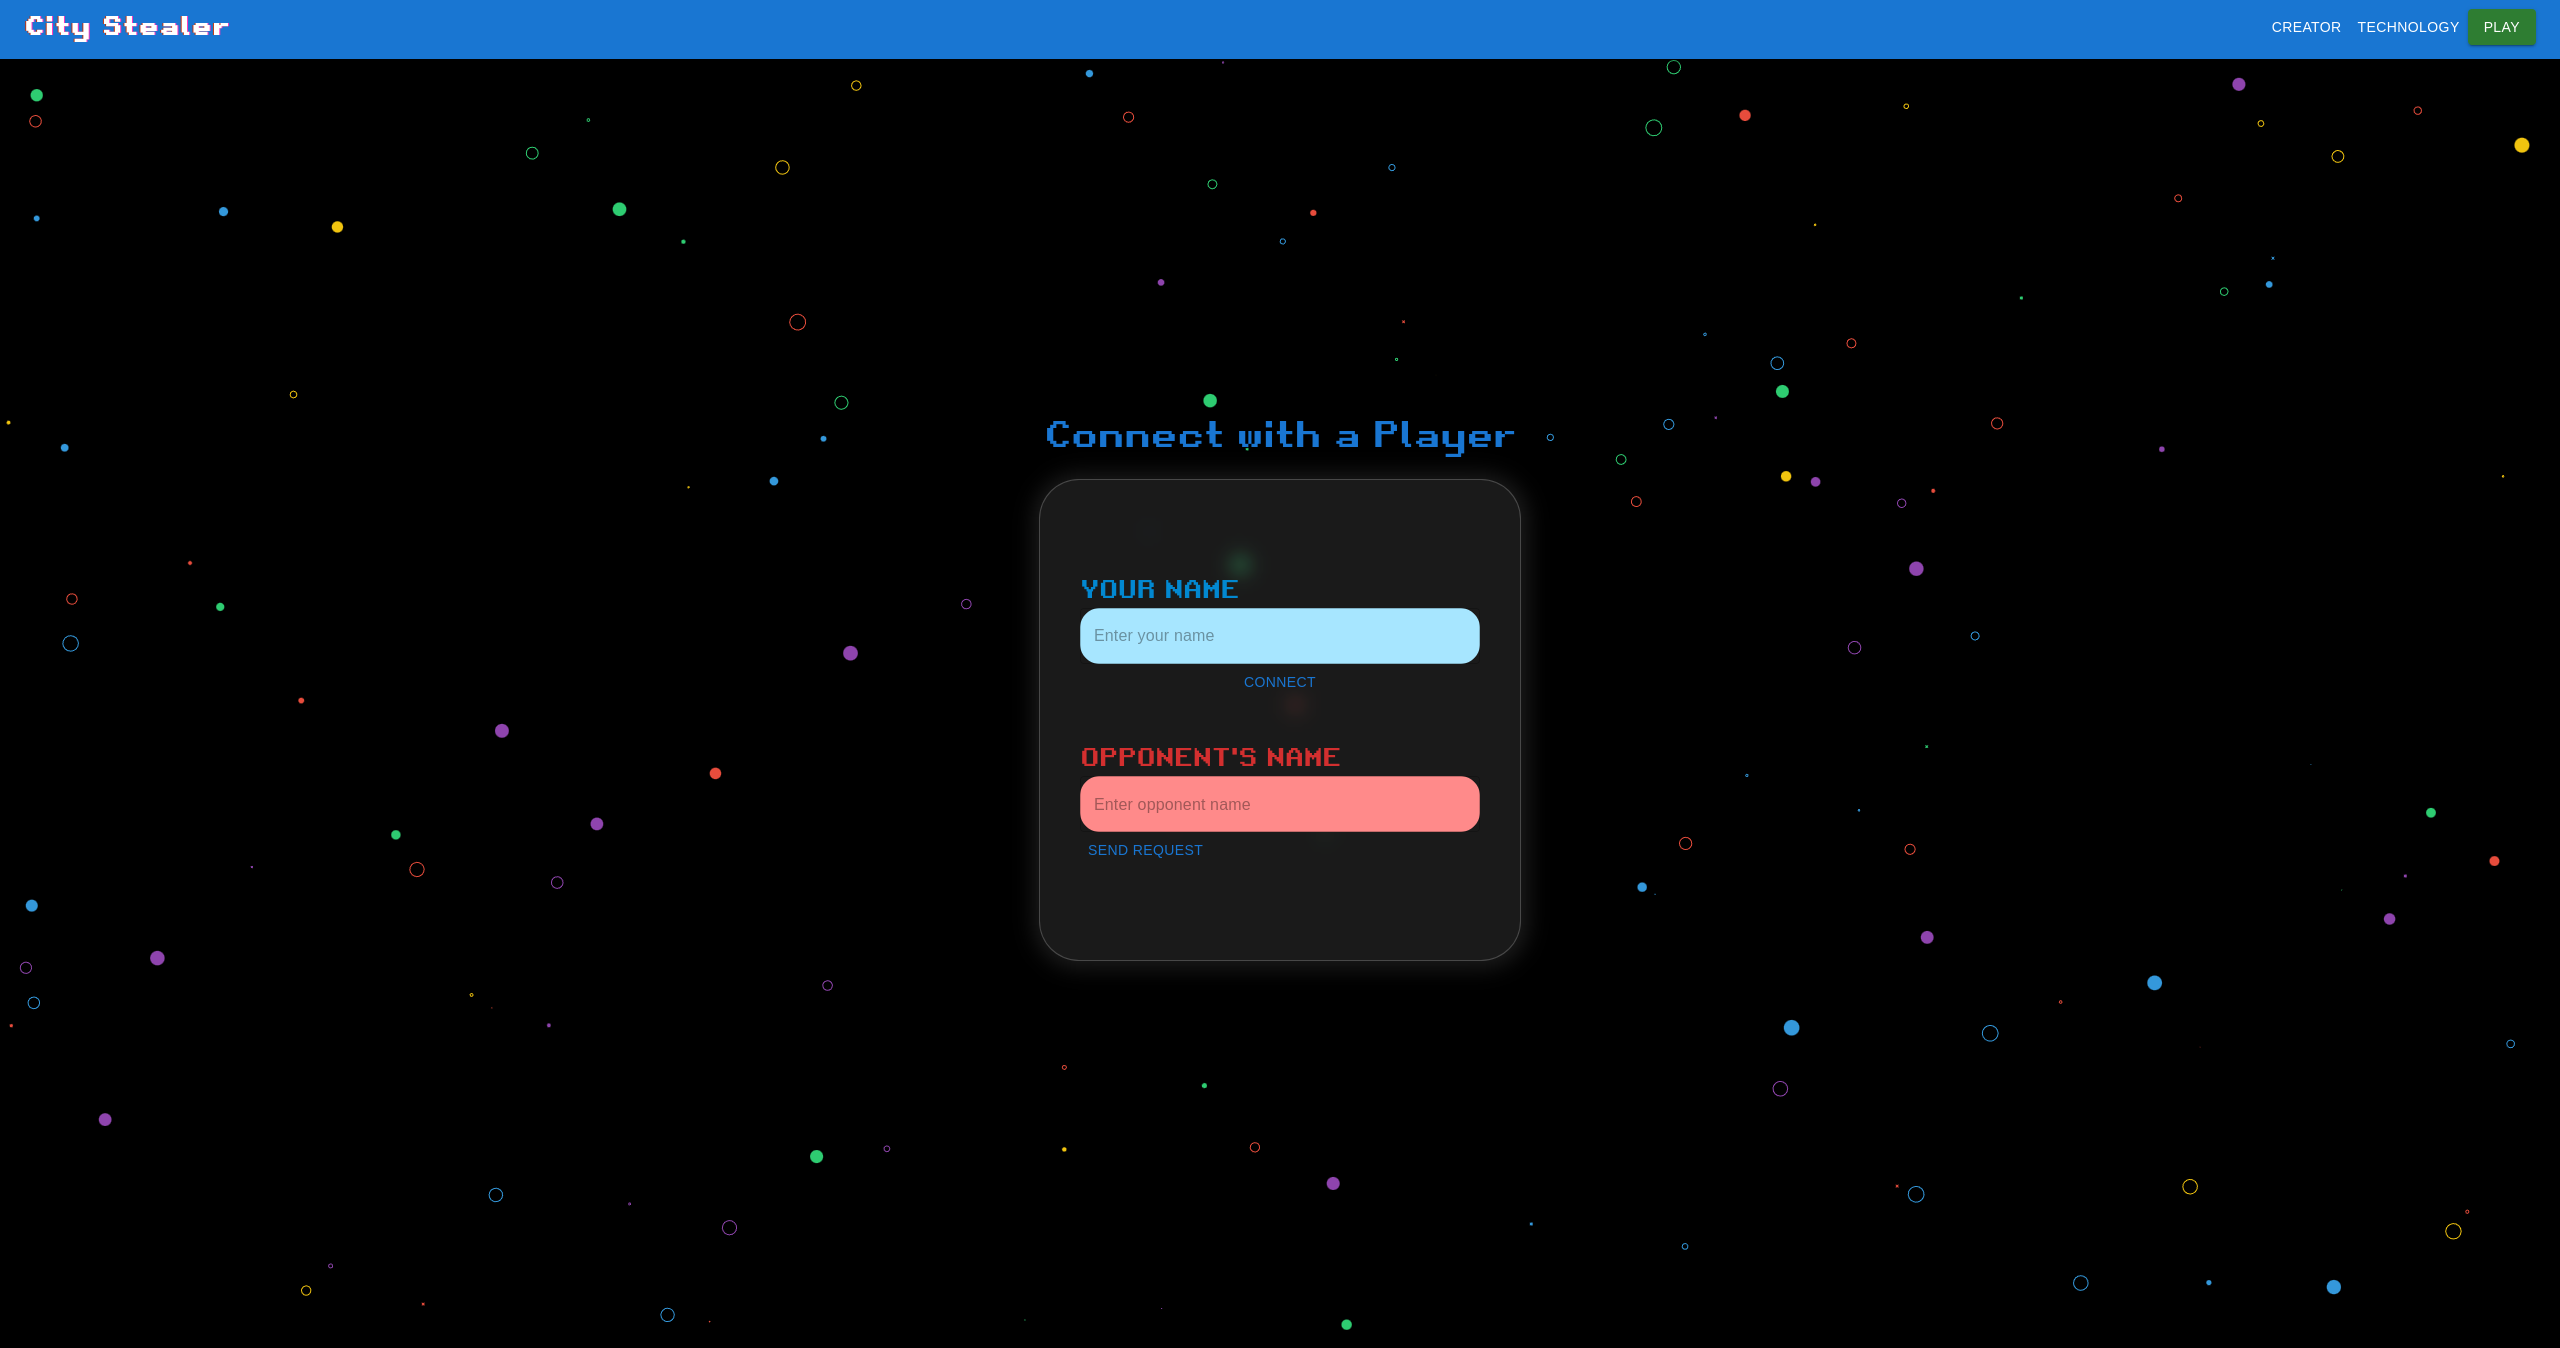 City Stealer
CREATOR TECHNOLOGY PLAY
Connect with a Player
YOUR NAME
Enter your name
CONNECT
OPPONENT'S NAME
Enter opponent name
SEND REQUEST